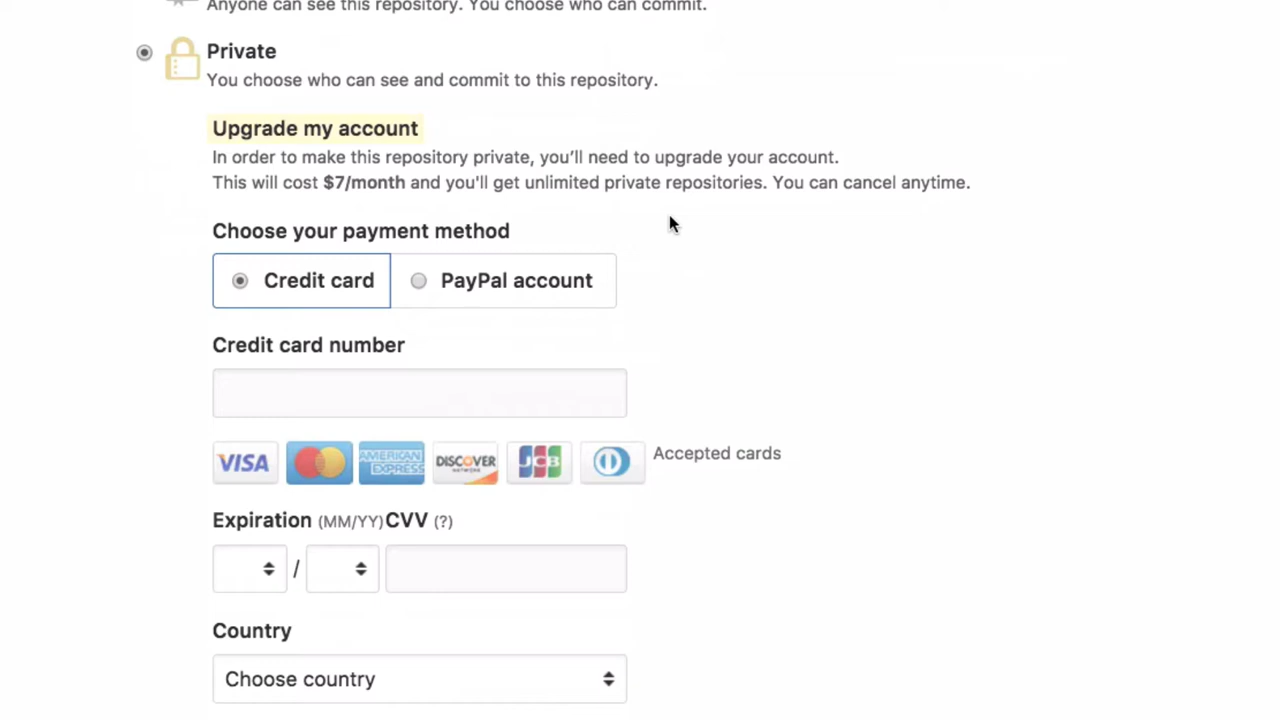 Anyone can see this repository. You choose who can commit.
Private
You choose who can see and commit to this repository.
Upgrade my account
In order to make this repository private, you’ll need to upgrade your account.
This will cost $7/month and you'll get unlimited private repositories. You can cancel anytime.
Choose your payment method
Credit card PayPal account
Credit card number
VISA AMERICAN EXPRESS DISCOVER NETWORK JCB Accepted cards
Expiration (MM/YY) CVV (?)
/
Country
Choose country